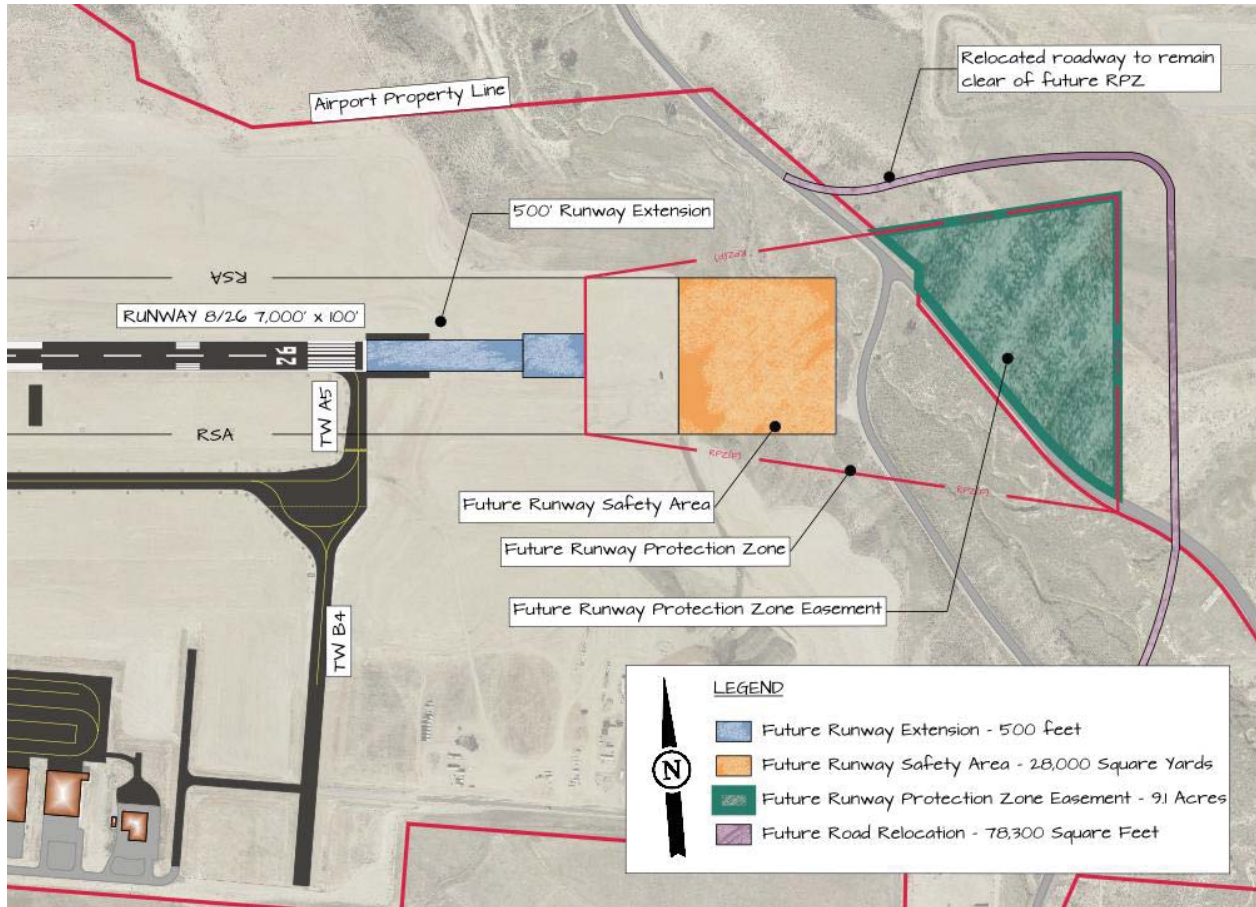 Relocated roadway to remain
clear of future RPZ
Airport Property Line
500' Runway Extension
RPZ(F)
RSA
RUNWAY 8/26 7,000' x 100'
26
TW A5
RSA
RPZ(F)
RPZ(F)
Future Runway Safety Area
Future Runway Protection Zone
Future Runway Protection Zone Easement
TW B4
LEGEND
Future Runway Extension - 500 feet
Future Runway Safety Area - 28,000 Square Yards
Future Runway Protection Zone Easement - 9.1 Acres
Future Road Relocation - 78,300 Square Feet
N